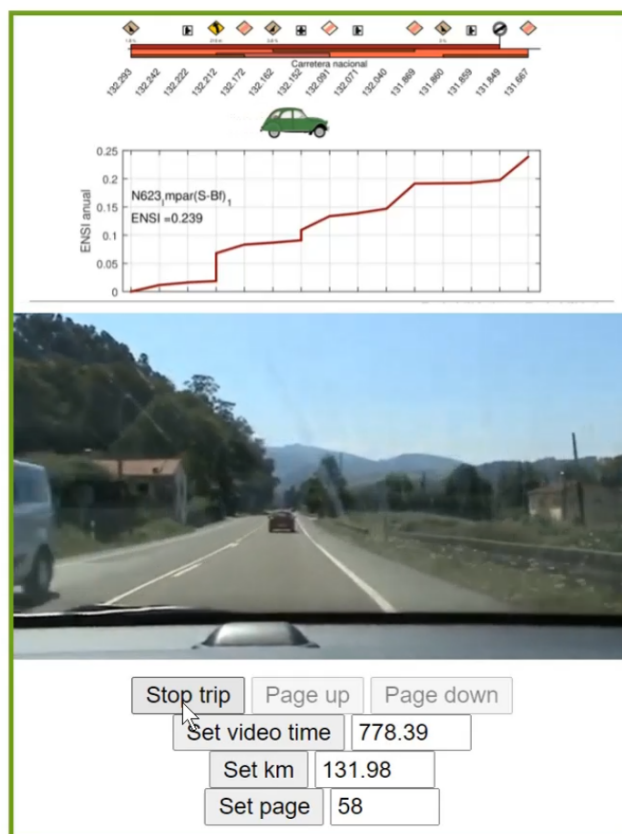 Carretera nacional
132.293 132.242 132.222 132.212 132.172 132.162 132.152 132.091 132.071 132.040 131.869 131.860 131.859 131.849 131.667
0.25
0.2
0.15
0.1
0.05
0
ENSI anual
N623ImPar(S-Bf)1
ENSI =0.239
Stop trip Page up Page down
Set video time 778.39
Set km 131.98
Set page 58